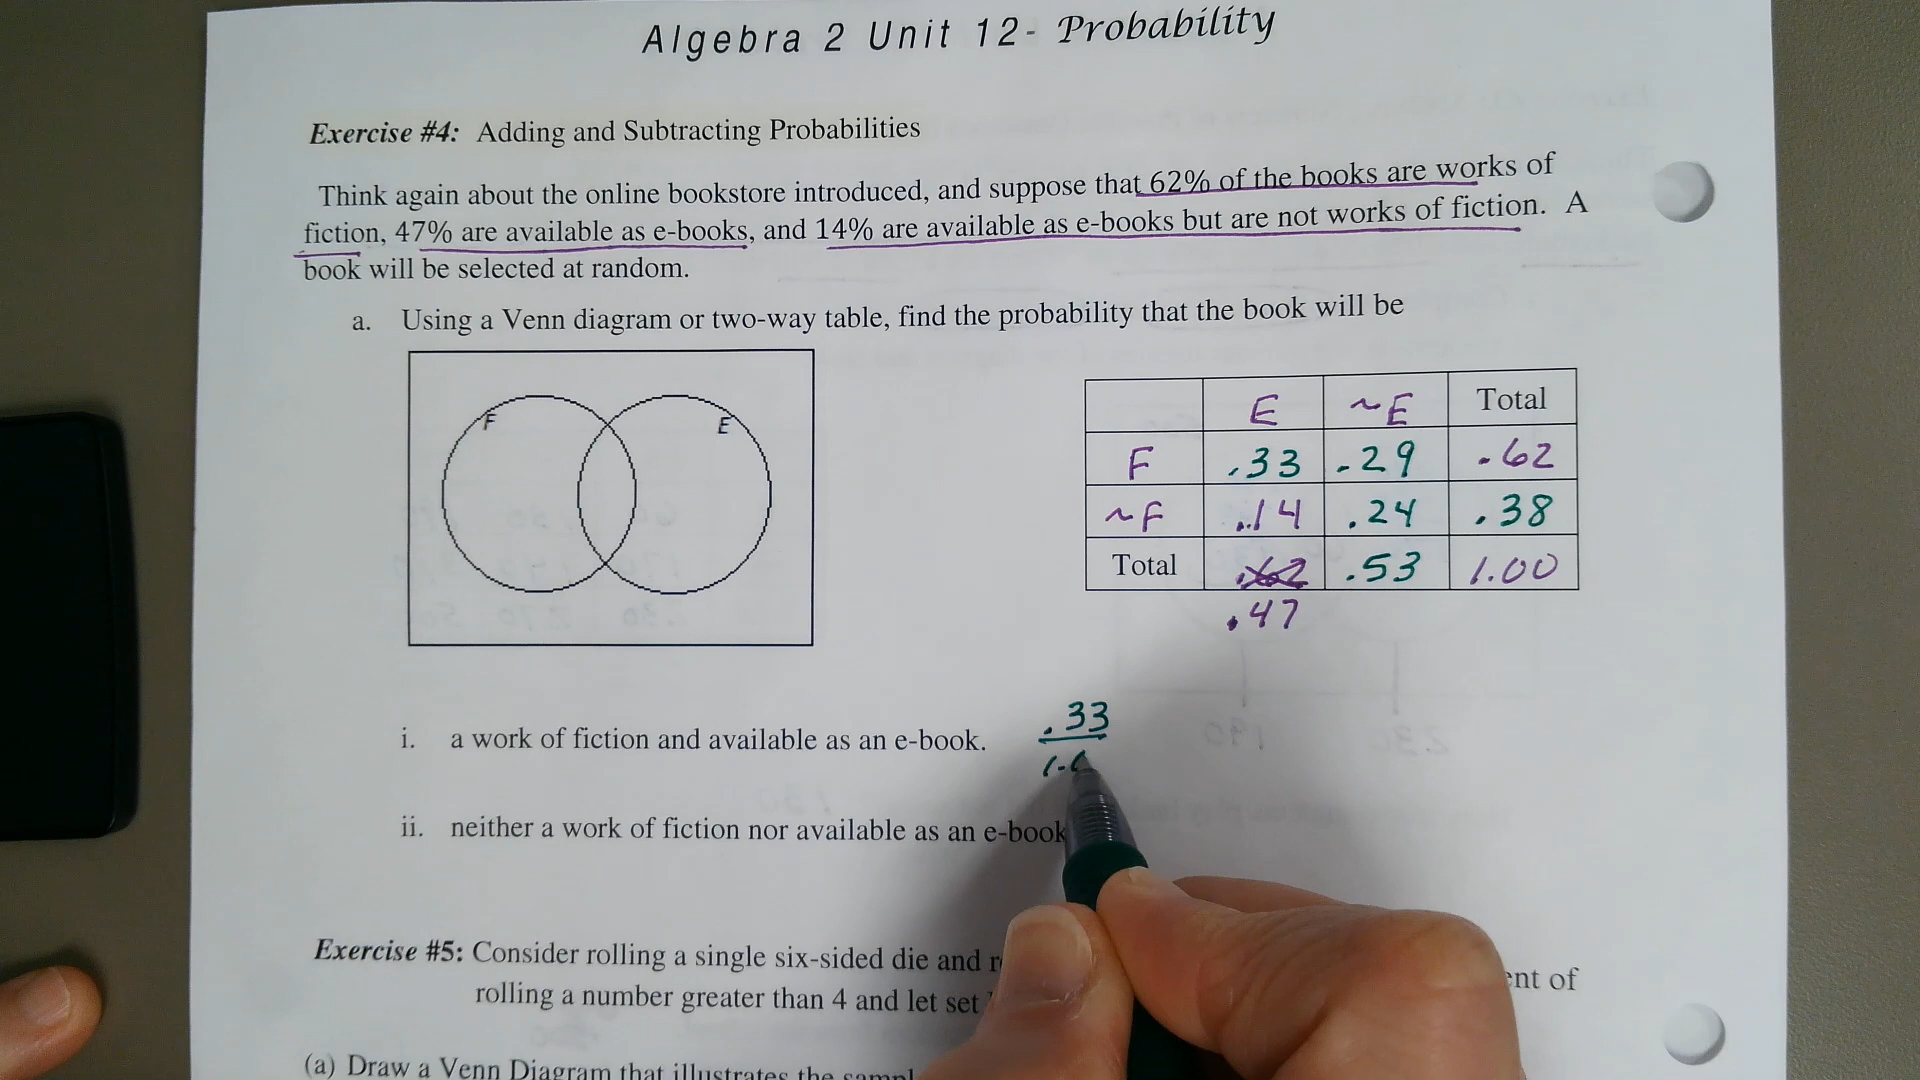 Algebra 2 Unit 12- Probability
Exercise #4: Adding and Subtracting Probabilities
Think again about the online bookstore introduced, and suppose that 62% of the books are works of
fiction, 47% are available as e-books, and 14% are available as e-books but are not works of fiction. A
book will be selected at random.
a. Using a Venn diagram or two-way table, find the probability that the book will be
F E
E ~E Total
F .33 .29 .62
~F .14 .24 .38
Total .62 .53 1.00
.47
i. a work of fiction and available as an e-book. .33
ii. neither a work of fiction nor available as an e-book
Exercise #5: Consider rolling a single six-sided die and
ent of
rolling a number greater than 4 and let set
(a) Draw a Venn Diagram that illustrates the